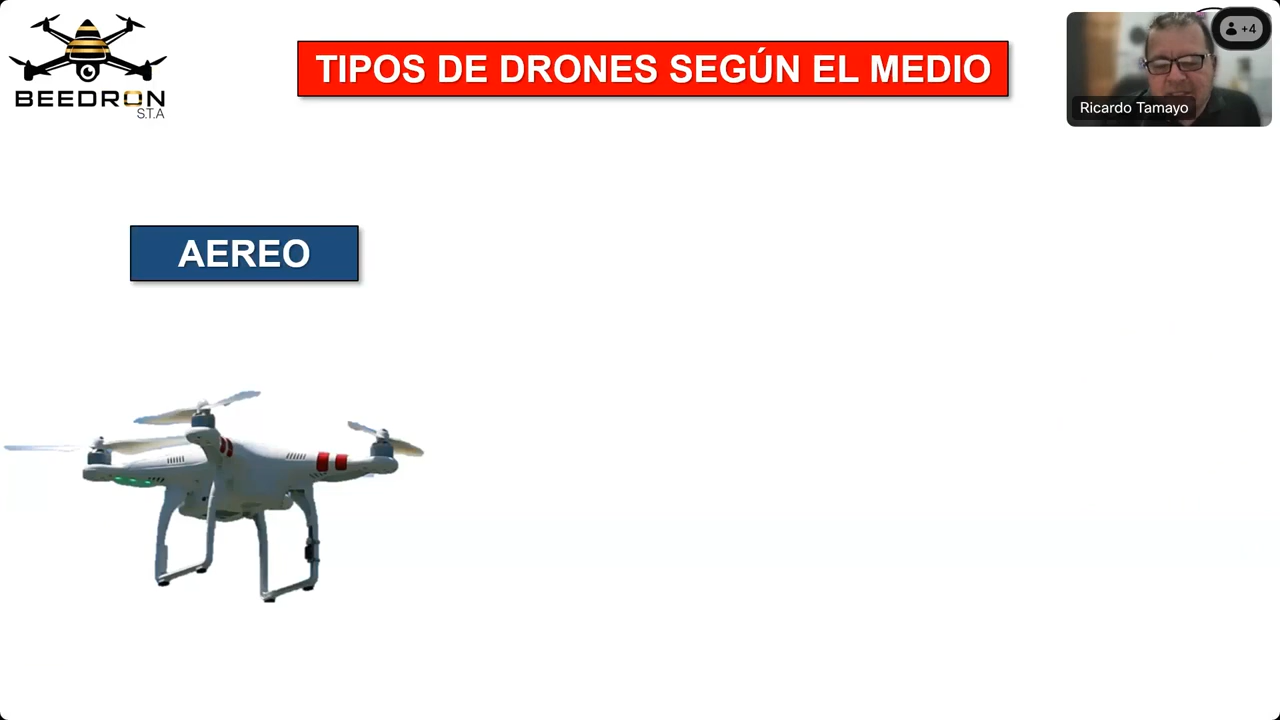 BEEDRON
S.T.A
TIPOS DE DRONES SEGÚN EL MEDIO
+4
Ricardo Tamayo
AEREO